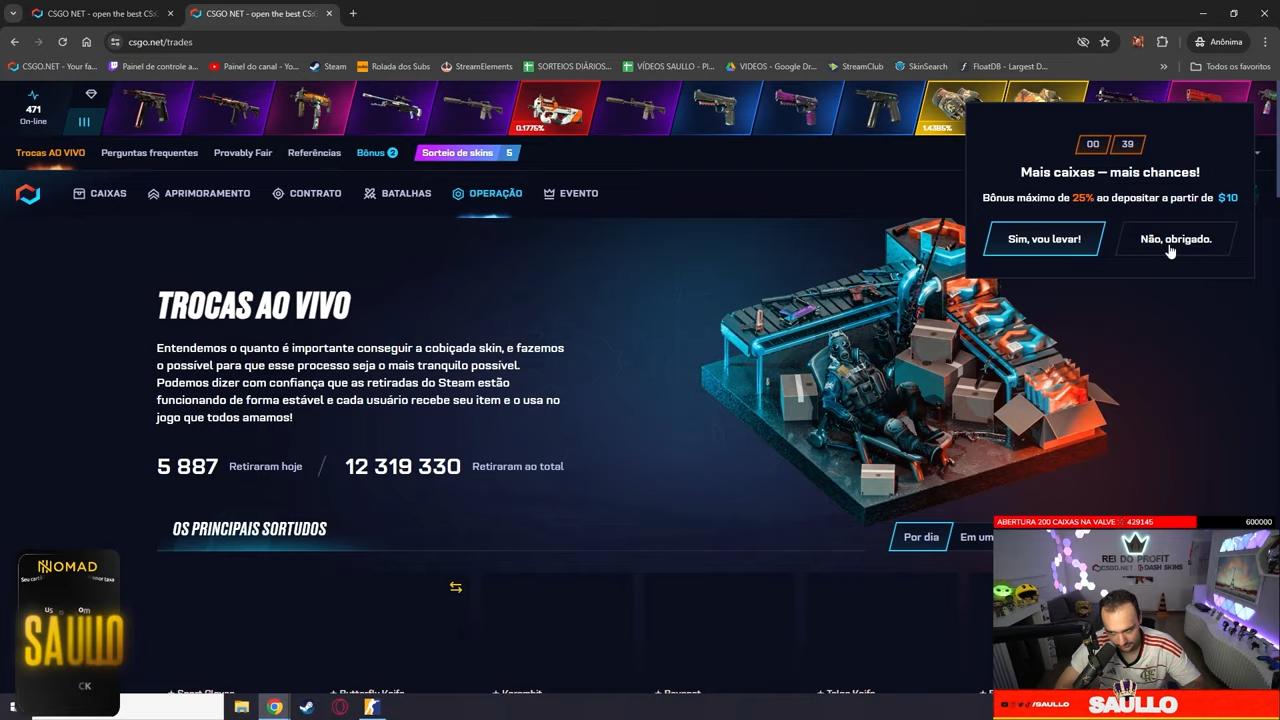 CSGO NET - open the best CS:
CSGO NET - open the best CS:G
csgo.net/trades
Anônima
CSGO.NET - Your fa...
Painel de controle a...
Painel do canal - Yo...
Steam
Rolada dos Subs
StreamElements
SORTEIOS DIÁRIOS...
VÍDEOS SAULLO - Pl...
VIDEOS - Google Dr...
StreamClub
SkinSearch
FloatDB - Largest D...
Todos os favoritos
471
On-line
0.1775%
1.4385%
Trocas AO VIVO
Perguntas frequentes
Provably Fair
Referências
Bônus 2
Sorteio de skins 5
00 39
Mais caixas — mais chances!
Bônus máximo de 25% ao depositar a partir de $10
Sim, vou levar!
Não, obrigado.
CAIXAS
APRIMORAMENTO
CONTRATO
BATALHAS
OPERAÇÃO
EVENTO
TROCAS AO VIVO
Entendemos o quanto é importante conseguir a cobiçada skin, e fazemos
o possível para que esse processo seja o mais tranquilo possível.
Podemos dizer com confiança que as retiradas do Steam estão
funcionando de forma estável e cada usuário recebe seu item e o usa no
jogo que todos amamos!
5 887 Retiraram hoje / 12 319 330 Retiraram ao total
OS PRINCIPAIS SORTUDOS
Por dia
Em um
ABERTURA 200 CAIXAS NA VALVE 429145
600000
REI DO PROFIT
CSGO.NET
DASH SKINS
NOMAD
SAULLO
CK
★ Sport Gloves
★ Butterfly Knife
★ Karambit
★ Bayonet
★ Talon Knife
/SAULLO
SAULLO